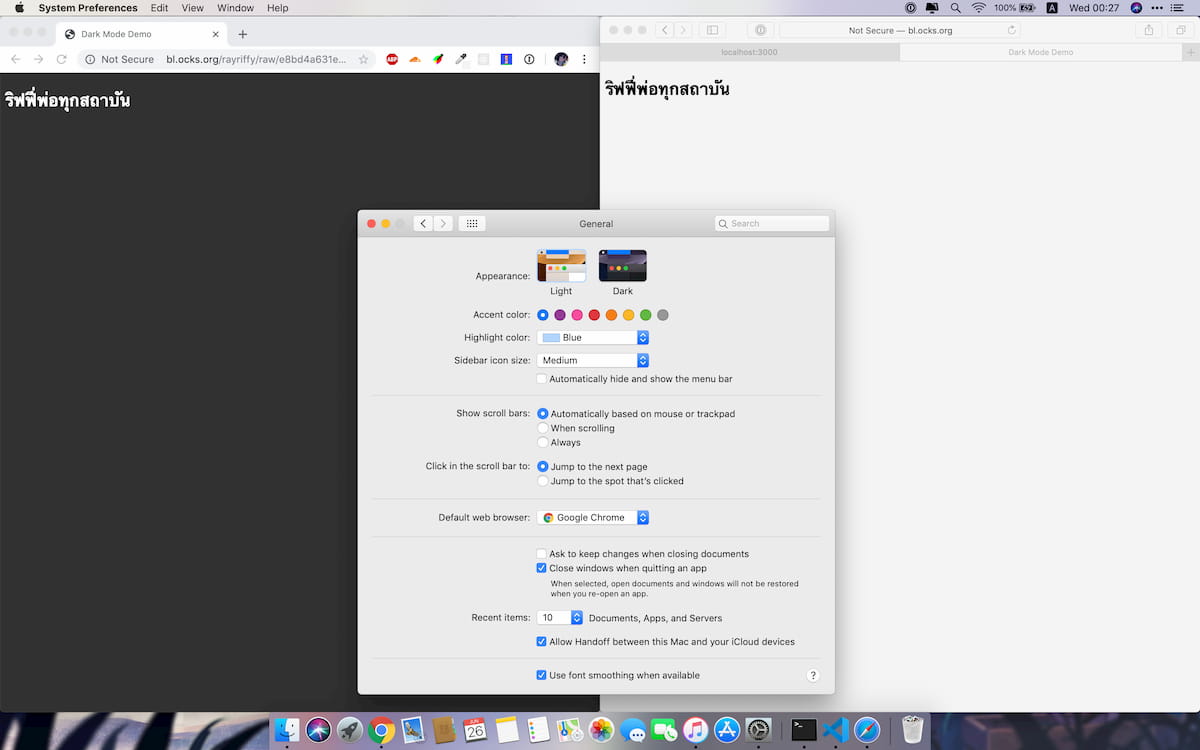 System Preferences Edit View Window Help
100% A Wed 00:27
Dark Mode Demo
Not Secure bl.ocks.org/rayriffy/raw/e8bd4a631e...
ABP
ริฟฟี่พ่อทุกสถาบัน
Not Secure — bl.ocks.org
localhost:3000
Dark Mode Demo
ริฟฟี่พ่อทุกสถาบัน
General
Search
Appearance:
Light Dark
Accent color:
Highlight color: Blue
Sidebar icon size: Medium
Automatically hide and show the menu bar
Show scroll bars: Automatically based on mouse or trackpad
When scrolling
Always
Click in the scroll bar to: Jump to the next page
Jump to the spot that's clicked
Default web browser: Google Chrome
Ask to keep changes when closing documents
Close windows when quitting an app
When selected, open documents and windows will not be restored
when you re-open an app.
Recent items: 10 Documents, Apps, and Servers
Allow Handoff between this Mac and your iCloud devices
Use font smoothing when available
?
26